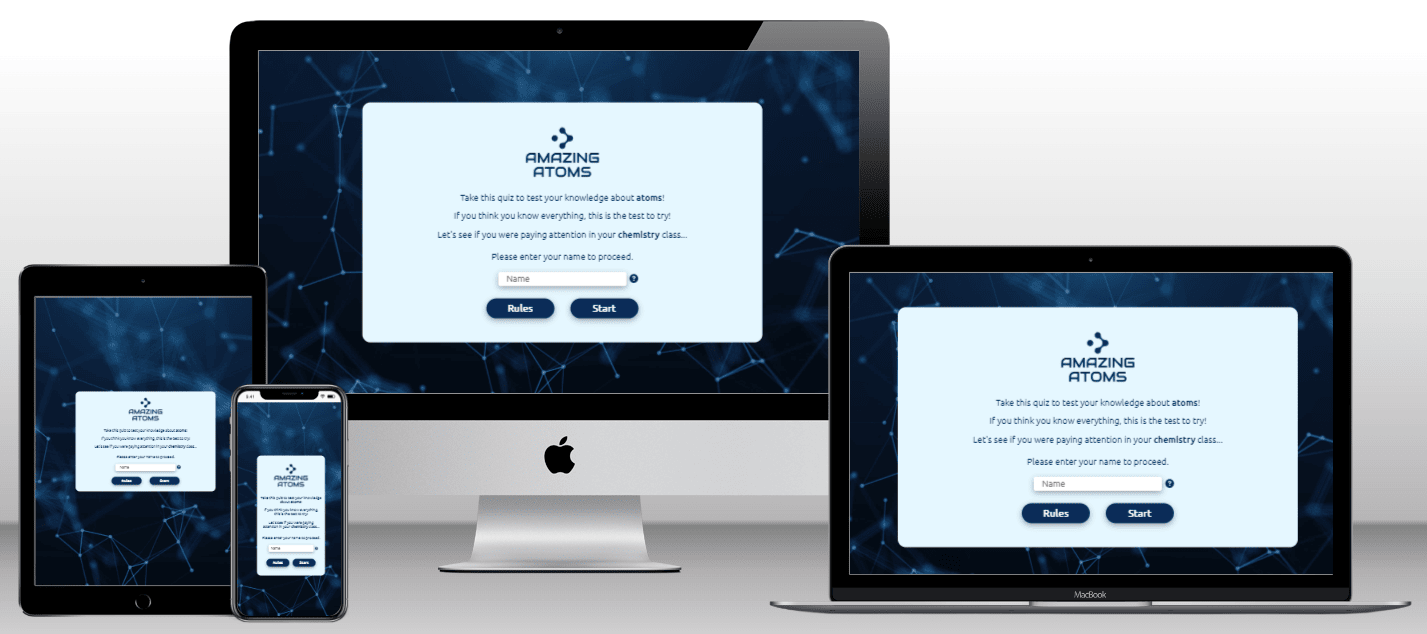 AMAZING
ATOMS
Take this quiz to test your knowledge about atoms!
If you think you know everything, this is the test to try!
Let's see if you were paying attention in your chemistry class...
Please enter your name to proceed.
Name
?
Rules
Start
AMAZING
ATOMS
Take this quiz to test your knowledge about atoms!
If you think you know everything, this is the test to try!
Let's see if you were paying attention in your chemistry class...
Please enter your name to proceed.
Name
?
Rules
Start
MacBook
AMAZING
ATOMS
Take this quiz to test your knowledge about atoms!
If you think you know everything, this is the test to try!
Let's see if you were paying attention in your chemistry class...
Please enter your name to proceed.
Name
?
Rules
Start
9:41
AMAZING
ATOMS
Take this quiz to test your knowledge
about atoms!
If you think you know everything,
this is the test to try!
Let's see if you were paying
attention in your chemistry class...
Please enter your name to proceed.
Name
?
Rules
Start